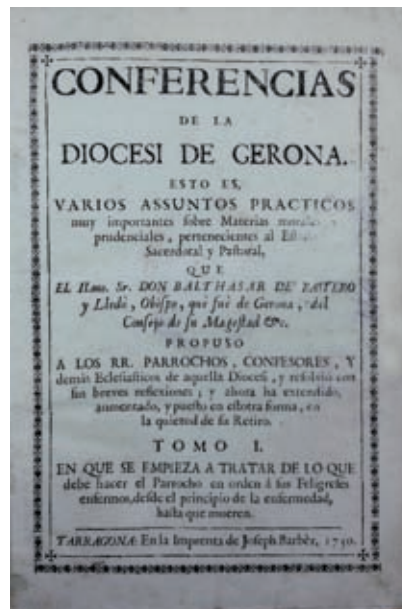 CONFERENCIAS
DE LA
DIOCESI DE GERONA.
ESTO ES,
VARIOS ASSUNTOS PRACTICOS
muy importantes sobre Materias
prudenciales, pertenecientes al
Sacerdotal y Pastoral,
QUE
EL Ilmo. Sr. DON BALTHASAR DE BASTERO
y Lledò, Obispo, que fuè de Gerona, del
Consejo de su Magestad &c.
PROPUSO
A LOS RR. PARROCHOS, CONFESORES, Y
demàs Eclesiasticos de aquella Diocesi, y resolviò con
sus breves reflexiones; y ahora ha extendido,
aumentado, y puesto en estotra forma, en
la quietud de su Retiro.
TOMO I.
EN QUE SE EMPIEZA A TRATAR DE LO QUE
debe hacer el Parrocho en orden à sus Feligreses
enfermos, desde el principio de la enfermedad,
hasta que mueren.
TARRAGONA: En la Imprenta de Joseph Barbèr, 1750.